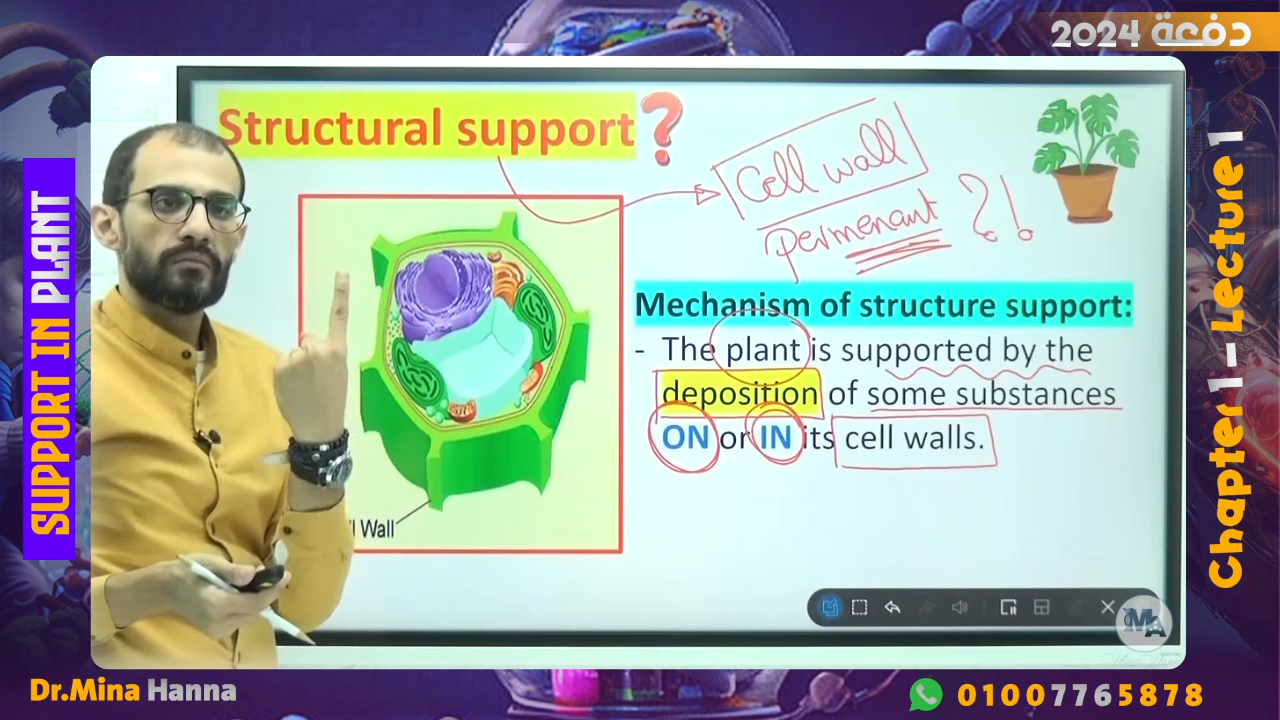 دفعة 2024
Structural support?
Cell wall
permenant ?!
Mechanism of structure support:
- The plant is supported by the
deposition of some substances
ON or IN its cell walls.
l Wall
SUPPORT IN PLANT
Chapter 1 - Lecture 1
MA
Dr.Mina Hanna
01007765878